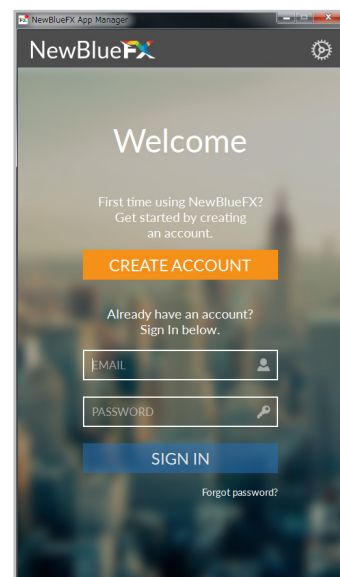 NewBlueFX App Manager
NewBlueFX
Welcome
First time using NewBlueFX?
Get started by creating
an account.
CREATE ACCOUNT
Already have an account?
Sign In below.
EMAIL
PASSWORD
SIGN IN
Forgot password?